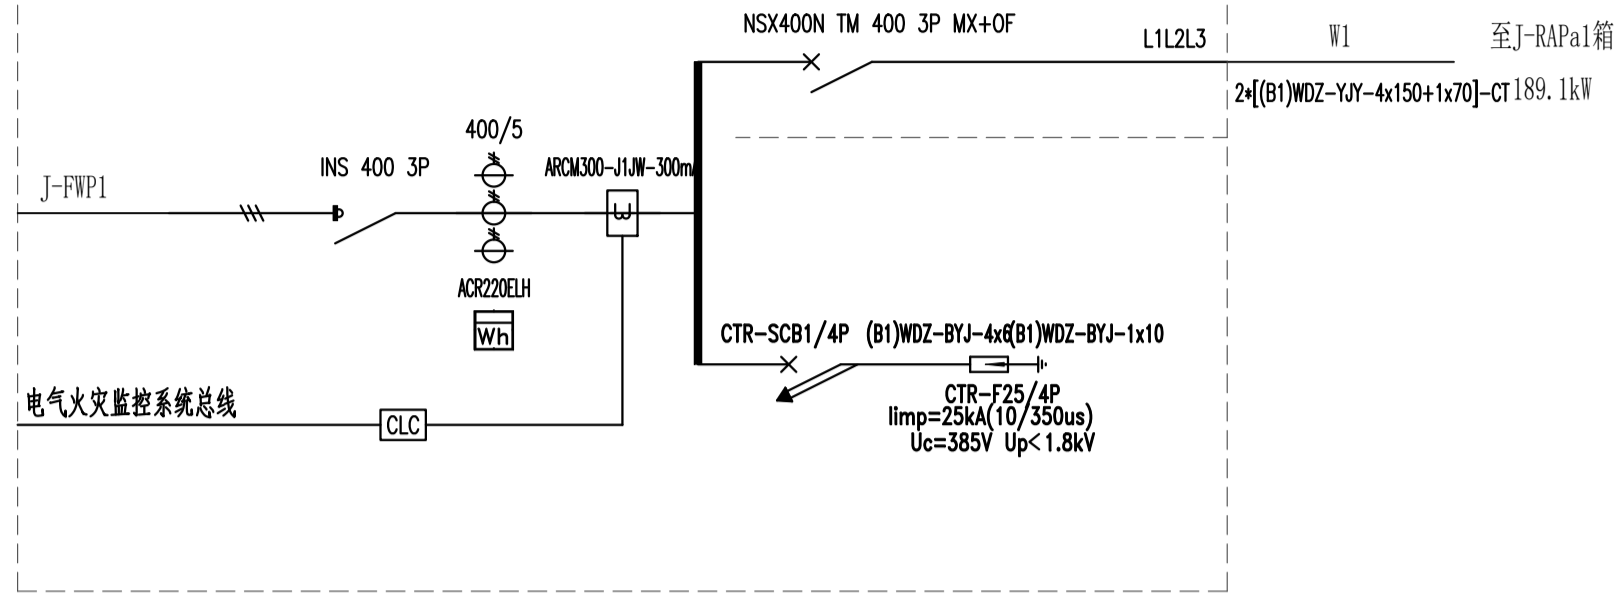 NSX400N TM 400 3P MX+OF
L1L2L3
W1
至J-RAPa1箱
2*[(B1)WDZ-YJY-4x150+1x70]-CT
189.1kW
400/5
INS 400 3P
ARCM300-J1JW-300m
J-FWP1
ACR220ELH
Wh
CTR-SCB1/4P
(B1)WDZ-BYJ-4x6
(B1)WDZ-BYJ-1x10
CTR-F25/4P
Iimp=25kA(10/350us)
Uc=385V Up<1.8kV
电气火灾监控系统总线
CLC